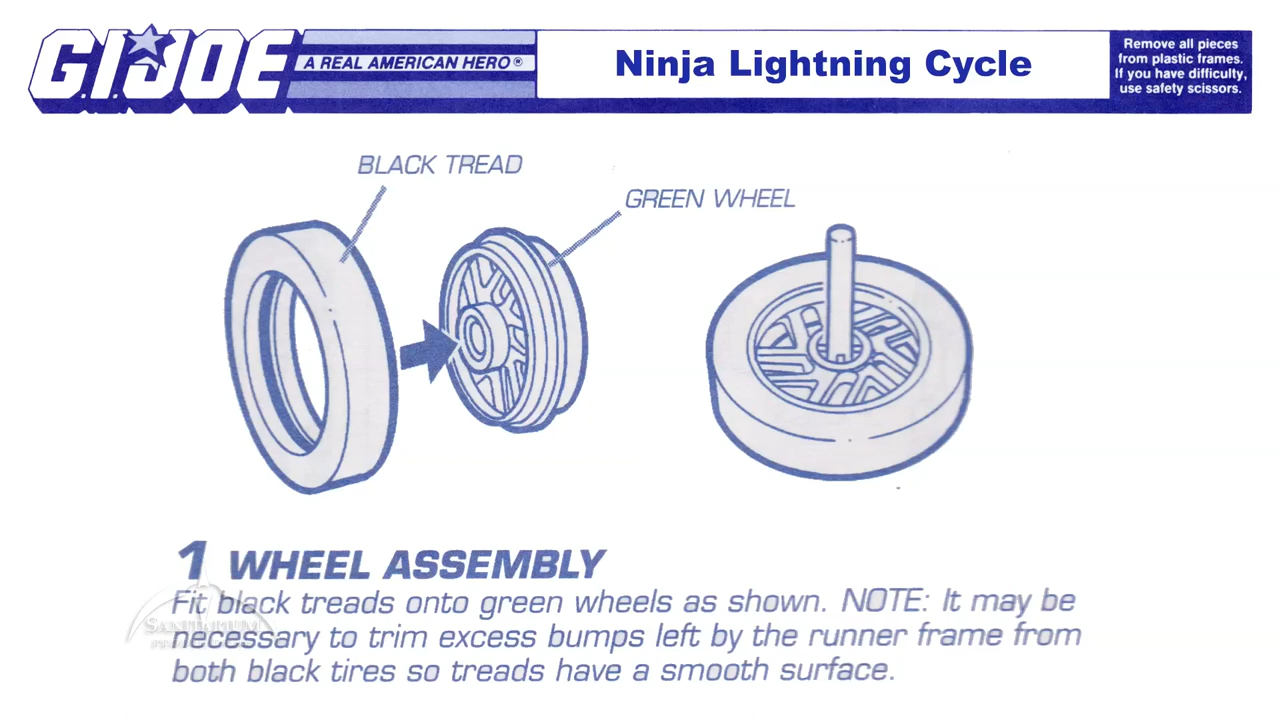 G.I. JOE
A REAL AMERICAN HERO®
Ninja Lightning Cycle
Remove all pieces
from plastic frames.
If you have difficulty,
use safety scissors.
BLACK TREAD
GREEN WHEEL
1 WHEEL ASSEMBLY
Fit black treads onto green wheels as shown. NOTE: It may be
necessary to trim excess bumps left by the runner frame from
both black tires so treads have a smooth surface.
SANITARIUM